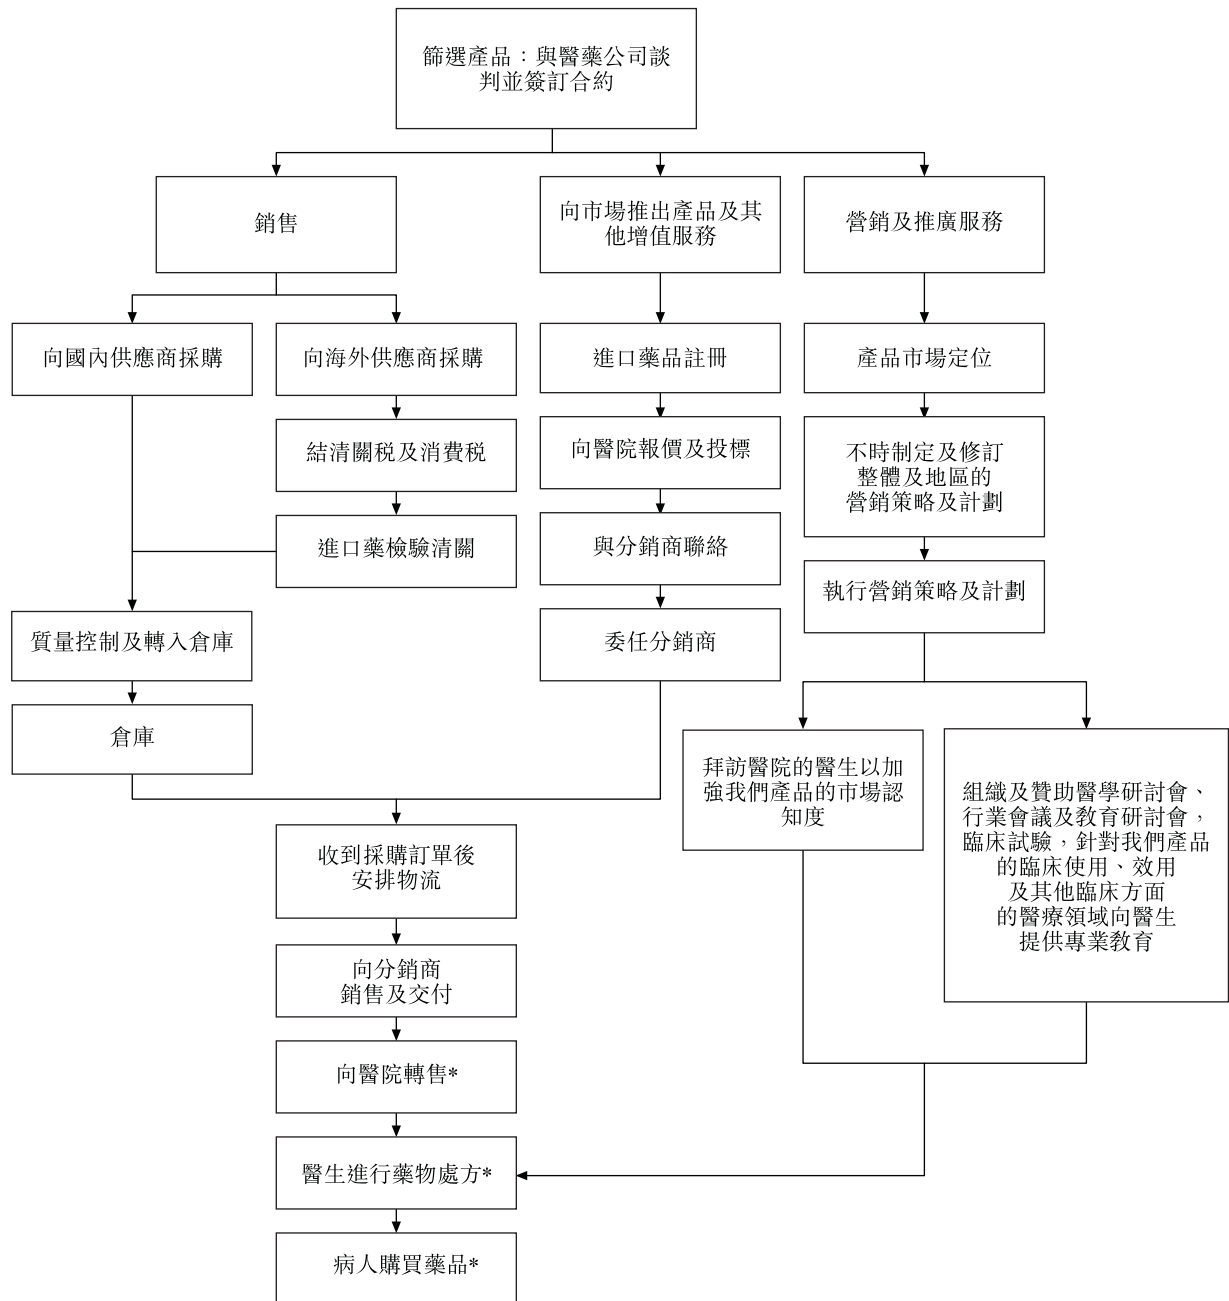 篩選產品：與醫藥公司談
判並簽訂合約
銷售
向市場推出產品及其
他增值服務
營銷及推廣服務
向國內供應商採購
向海外供應商採購
進口藥品註冊
產品市場定位
結清關税及消費税
向醫院報價及投標
不時制定及修訂
整體及地區的
營銷策略及計劃
進口藥檢驗清關
與分銷商聯絡
執行營銷策略及計劃
質量控制及轉入倉庫
委任分銷商
倉庫
拜訪醫院的醫生以加
強我們產品的市場認
知度
組織及贊助醫學研討會、
行業會議及教育研討會，
臨床試驗，針對我們產品
的臨床使用、效用
及其他臨床方面
的醫療領域向醫生
提供專業教育
收到採購訂單後
安排物流
向分銷商
銷售及交付
向醫院轉售*
醫生進行藥物處方*
病人購買藥品*